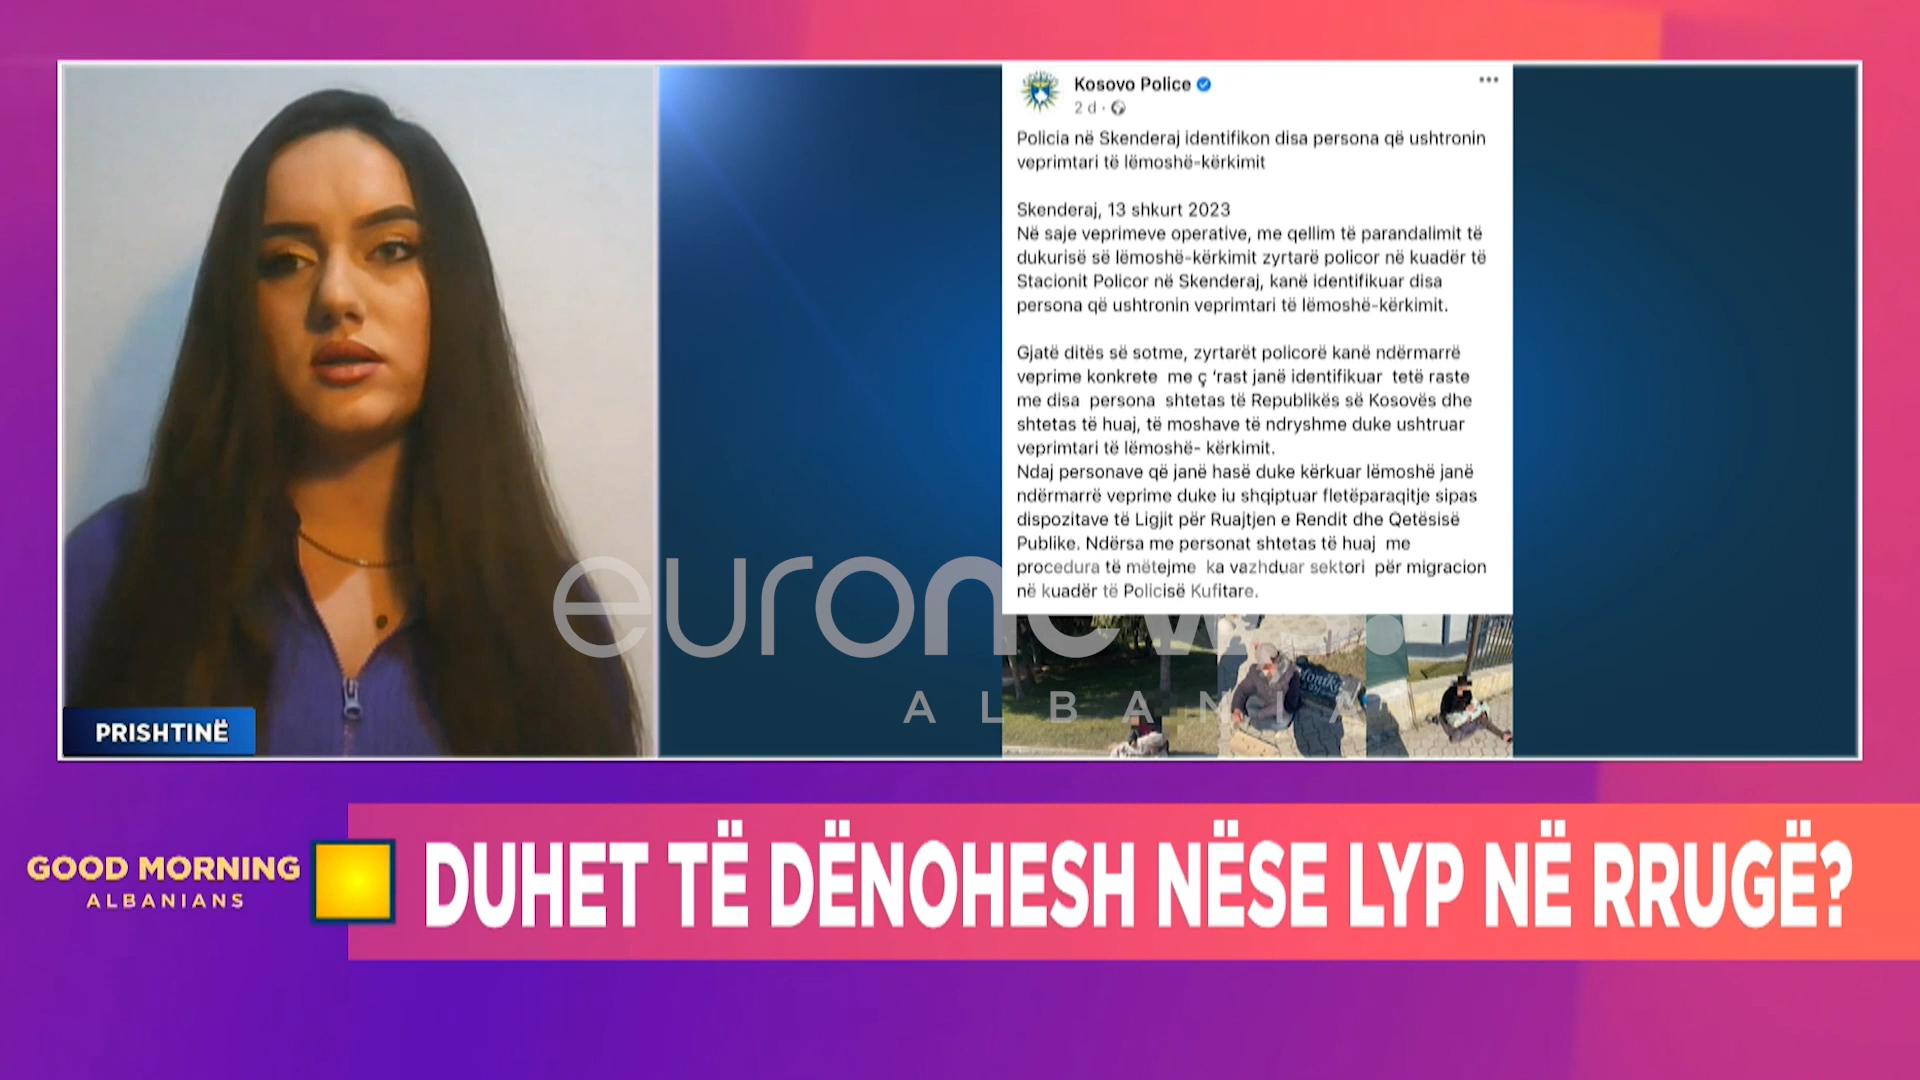 Kosovo Police
2 d
Policia në Skenderaj identifikon disa persona që ushtronin
veprimtari të lëmoshë-kërkimit
Skenderaj, 13 shkurt 2023
Në saje veprimeve operative, me qellim të parandalimit të
dukurisë së lëmoshë-kërkimit zyrtarë policor në kuadër të
Stacionit Policor në Skenderaj, kanë identifikuar disa
persona që ushtronin veprimtari të lëmoshë-kërkimit.
Gjatë ditës së sotme, zyrtarët policorë kanë ndërmarrë
veprime konkrete me ç ‘rast janë identifikuar tetë raste
me disa persona shtetas të Republikës së Kosovës dhe
shtetas të huaj, të moshave të ndryshme duke ushtruar
veprimtari të lëmoshë- kërkimit.
Ndaj personave që janë hasë duke kërkuar lëmoshë janë
ndërmarrë veprime duke iu shqiptuar fletëparaqitje sipas
dispozitave të Ligjit për Ruajtjen e Rendit dhe Qetësisë
Publike. Ndërsa me personat shtetas të huaj me
procedura të mëtejme ka vazhduar sektori për migracion
në kuadër të Policisë Kufitare.
euronews.
ALBANIA
PRISHTINË
GOOD MORNING
ALBANIANS
DUHET TË DËNOHESH NËSE LYP NË RRUGË?